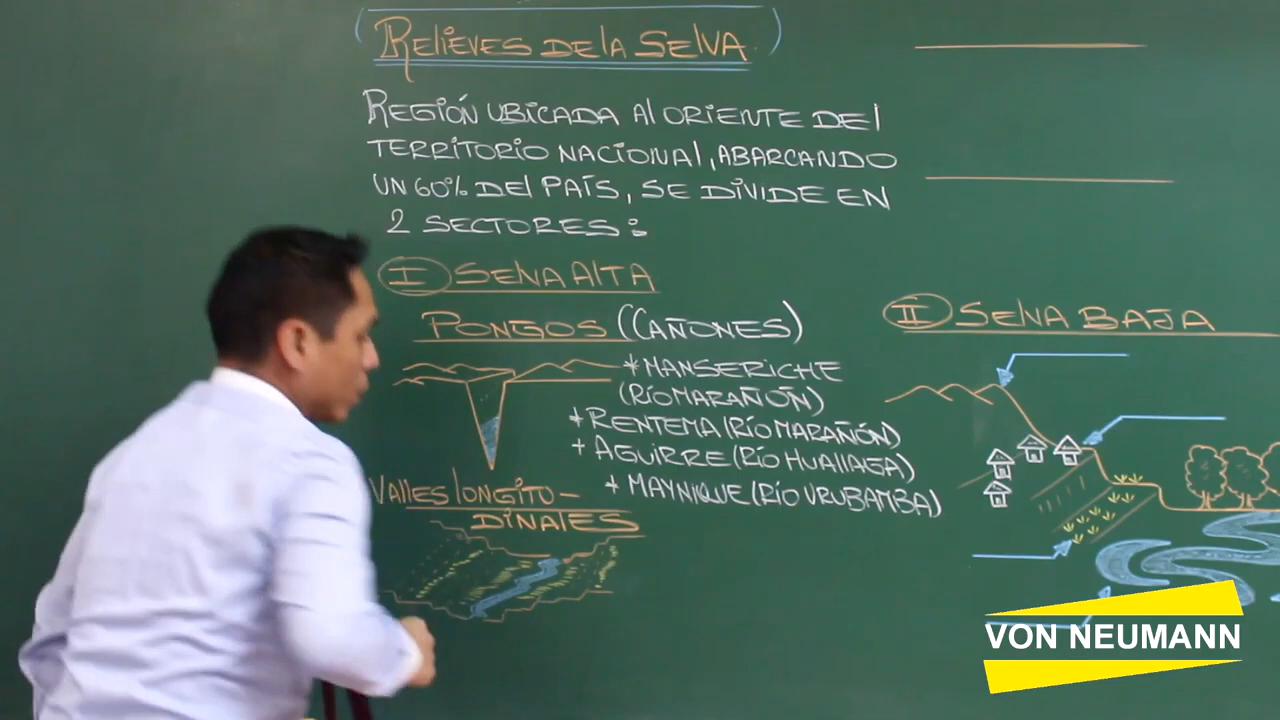 RELIEVES DE LA SELVA
REGIÓN UBICADA Al ORIENTE DEl
TERRITORIO NACIONAl, ABARCANDO
UN 60% DEl PAÍS, SE DIVIDE EN
2 SECTORES:
I SElVA AlTA
PONGOS (CAÑONES)
* MANSERICHE
(RÍO MARAÑÓN)
+ RENTEMA (RÍO MARAÑÓN)
+ AGUIRRE (RÍO HUAllAGA)
+ MAYNIQUE (RÍO URUBAMBA)
VAllES lONGITU-
DINAlES
II SElVA BAJA
VON NEUMANN